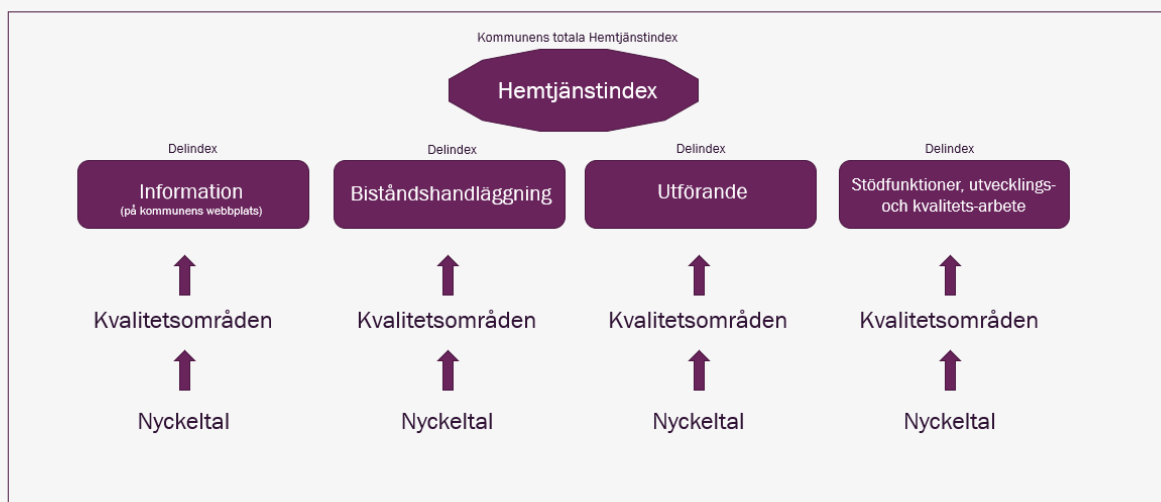 Kommunens totala Hemtjänstindex
Hemtjänstindex
Delindex
Delindex
Delindex
Delindex
Information
(på kommunens webbplats)
Biståndshandläggning
Utförande
Stödfunktioner, utvecklings-
och kvalitets-arbete
Kvalitetsområden
Kvalitetsområden
Kvalitetsområden
Kvalitetsområden
Nyckeltal
Nyckeltal
Nyckeltal
Nyckeltal